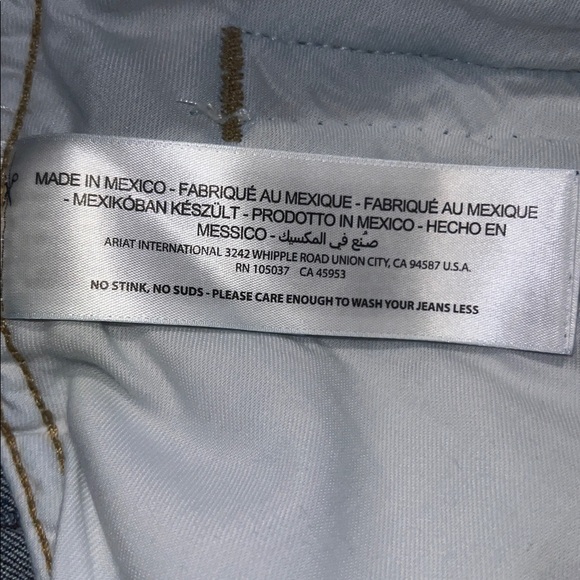 MADE IN MEXICO - FABRIQUÉ AU MEXIQUE - FABRIQUÉ AU MEXIQUE
- MEXIKÓBAN KÉSZÜLT - PRODOTTO IN MEXICO - HECHO EN
MESSICO - صُنع في المكسيك
ARIAT INTERNATIONAL 3242 WHIPPLE ROAD UNION CITY, CA 94587 U.S.A.
RN 105037 CA 45953
NO STINK, NO SUDS - PLEASE CARE ENOUGH TO WASH YOUR JEANS LESS